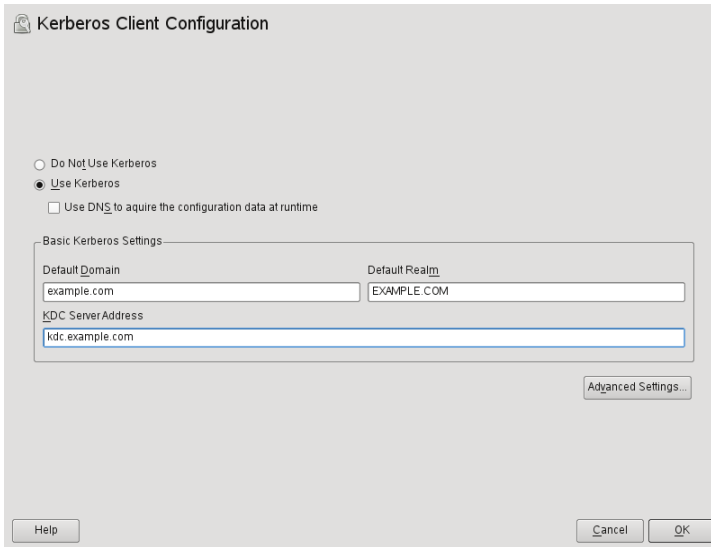 Kerberos Client Configuration
Do Not Use Kerberos
Use Kerberos
Use DNS to aquire the configuration data at runtime
Basic Kerberos Settings
Default Domain
Default Realm
example.com
EXAMPLE.COM
KDC Server Address
kdc.example.com
Advanced Settings...
Help
Cancel
OK